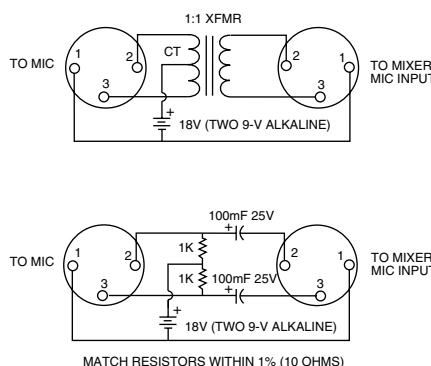 1:1 XFMR
TO MIC
1
2
3
CT
+
18V (TWO 9-V ALKALINE)
2
1
3
TO MIXER
MIC INPUT
100mF 25V
+
TO MIC
1
2
3
1K
1K
100mF 25V
+
+
18V (TWO 9-V ALKALINE)
2
1
3
TO MIXER
MIC INPUT
MATCH RESISTORS WITHIN 1% (10 OHMS)